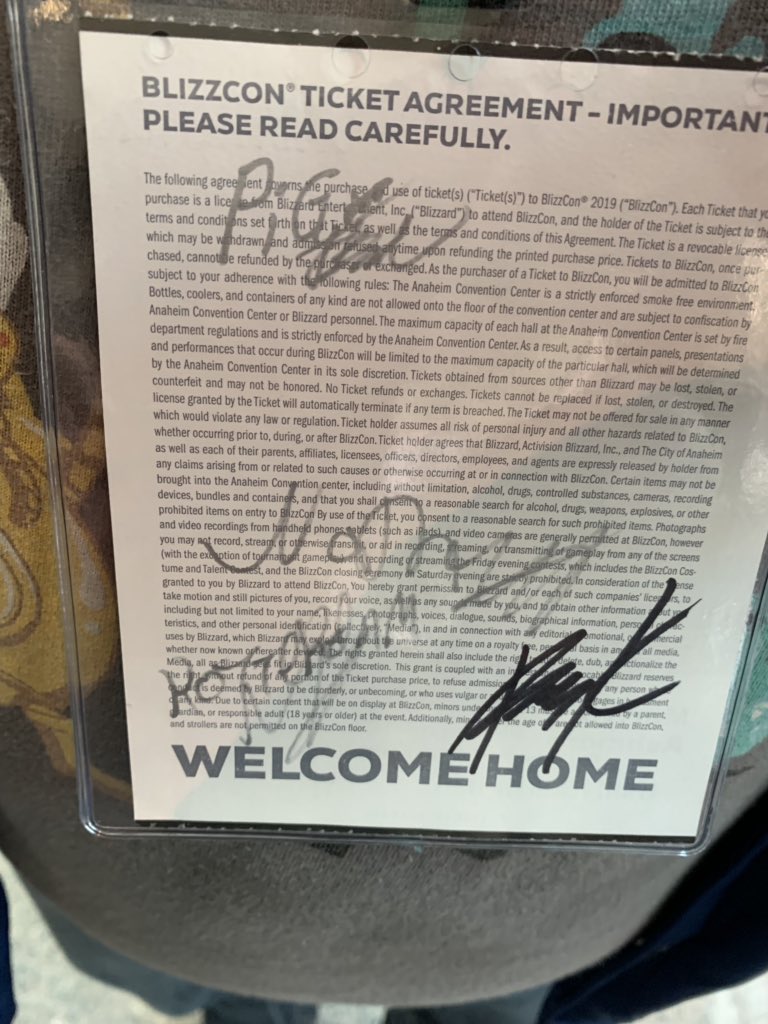 BLIZZCON® TICKET AGREEMENT – IMPORTANT
PLEASE READ CAREFULLY.
The following agreement governs the purchase and use of ticket(s) (“Ticket(s)”) to BlizzCon® 2019 (“BlizzCon”). Each Ticket that
purchase is a license from Blizzard Entertainment, Inc. (“Blizzard”) to attend BlizzCon, and the holder of the Ticket is subject to
terms and conditions set forth on that Ticket, as well as the terms and conditions of this Agreement. The Ticket is a revocable license
which may be withdrawn and admission refused anytime upon refunding the printed purchase price. Tickets to BlizzCon, once pur-
chased, cannot be refunded by the purchaser or exchanged. As the purchaser of a Ticket to BlizzCon, you will be admitted to BlizzCon
subject to your adherence with the following rules: The Anaheim Convention Center is a strictly enforced smoke free environment.
Bottles, coolers, and containers of any kind are not allowed onto the floor of the convention center and are subject to confiscation by
Anaheim Convention Center or Blizzard personnel. The maximum capacity of each hall at the Anaheim Convention Center is set by fire
department regulations and is strictly enforced by the Anaheim Convention Center. As a result, access to certain panels, presentations
and performances that occur during BlizzCon will be limited to the maximum capacity of the particular hall, which will be determined
by the Anaheim Convention Center in its sole discretion. Tickets obtained from sources other than Blizzard may be lost, stolen, or
counterfeit and may not be honored. No Ticket refunds or exchanges. Tickets cannot be replaced if lost, stolen, or destroyed. The
license granted by the Ticket will automatically terminate if any term is breached. The Ticket may not be offered for sale in any manner
which would violate any law or regulation. Ticket holder assumes all risk of personal injury and all other hazards related to BlizzCon,
whether occurring prior to, during, or after BlizzCon. Ticket holder agrees that Blizzard, Activision Blizzard, Inc., and The City of Anaheim
as well as each of their parents, affiliates, licensees, officers, directors, employees, and agents are expressly released by holder from
any claims arising from or related to such causes or otherwise occurring at or in connection with BlizzCon. Certain items may not be
brought into the Anaheim Convention center, including without limitation, alcohol, drugs, controlled substances, cameras, recording
devices, bundles and containers, and that you shall consent to a reasonable search for alcohol, drugs, weapons, explosives, or other
prohibited items on entry to BlizzCon By use of the Ticket, you consent to a reasonable search for such prohibited items. Photographs
and video recordings from handheld phones, tablets (such as iPads), and video cameras are generally permitted at BlizzCon, however
you may not record, stream, or otherwise transmit, or aid in recording, streaming, or transmitting of gameplay from any of the screens
(with the exception of tournament gameplay) and recording or streaming the Friday evening contests, which includes the BlizzCon Cos-
tume and Talent Contest, and the BlizzCon closing ceremony on Saturday evening are strictly prohibited. In consideration of the license
granted to you by Blizzard to attend BlizzCon, You hereby grant permission to Blizzard and/or each of such companies' licensees, to
take motion and still pictures of you, record your voice, as well as any sounds made by you, and to obtain other information about you
including but not limited to your name, likenesses, photographs, voices, dialogue, sounds, biographical information, personal charac-
teristics, and other personal identification (collectively, “Media”), in and in connection with any editorial, promotional, or commercial
uses by Blizzard, which Blizzard may exploit throughout the universe at any time on a royalty free, perpetual basis in any all media,
whether now known or hereafter devised. The rights granted herein shall also include the right to delete, dub, fictionalize the
Media, all as Blizzard sees fit in Blizzard's sole discretion. This grant is coupled with an Blizzard reserves
the right, without refund of any portion of the Ticket purchase price, to refuse admission any person
is deemed by Blizzard to be disorderly, or unbecoming, or who uses vulgar or
kind. Due to certain content that will be on display at BlizzCon, minors under 13 by a parent,
guardian, or responsible adult (18 years or older) at the event. Additionally, the age of are not allowed into BlizzCon,
and strollers are not permitted on the BlizzCon floor.
WELCOME HOME